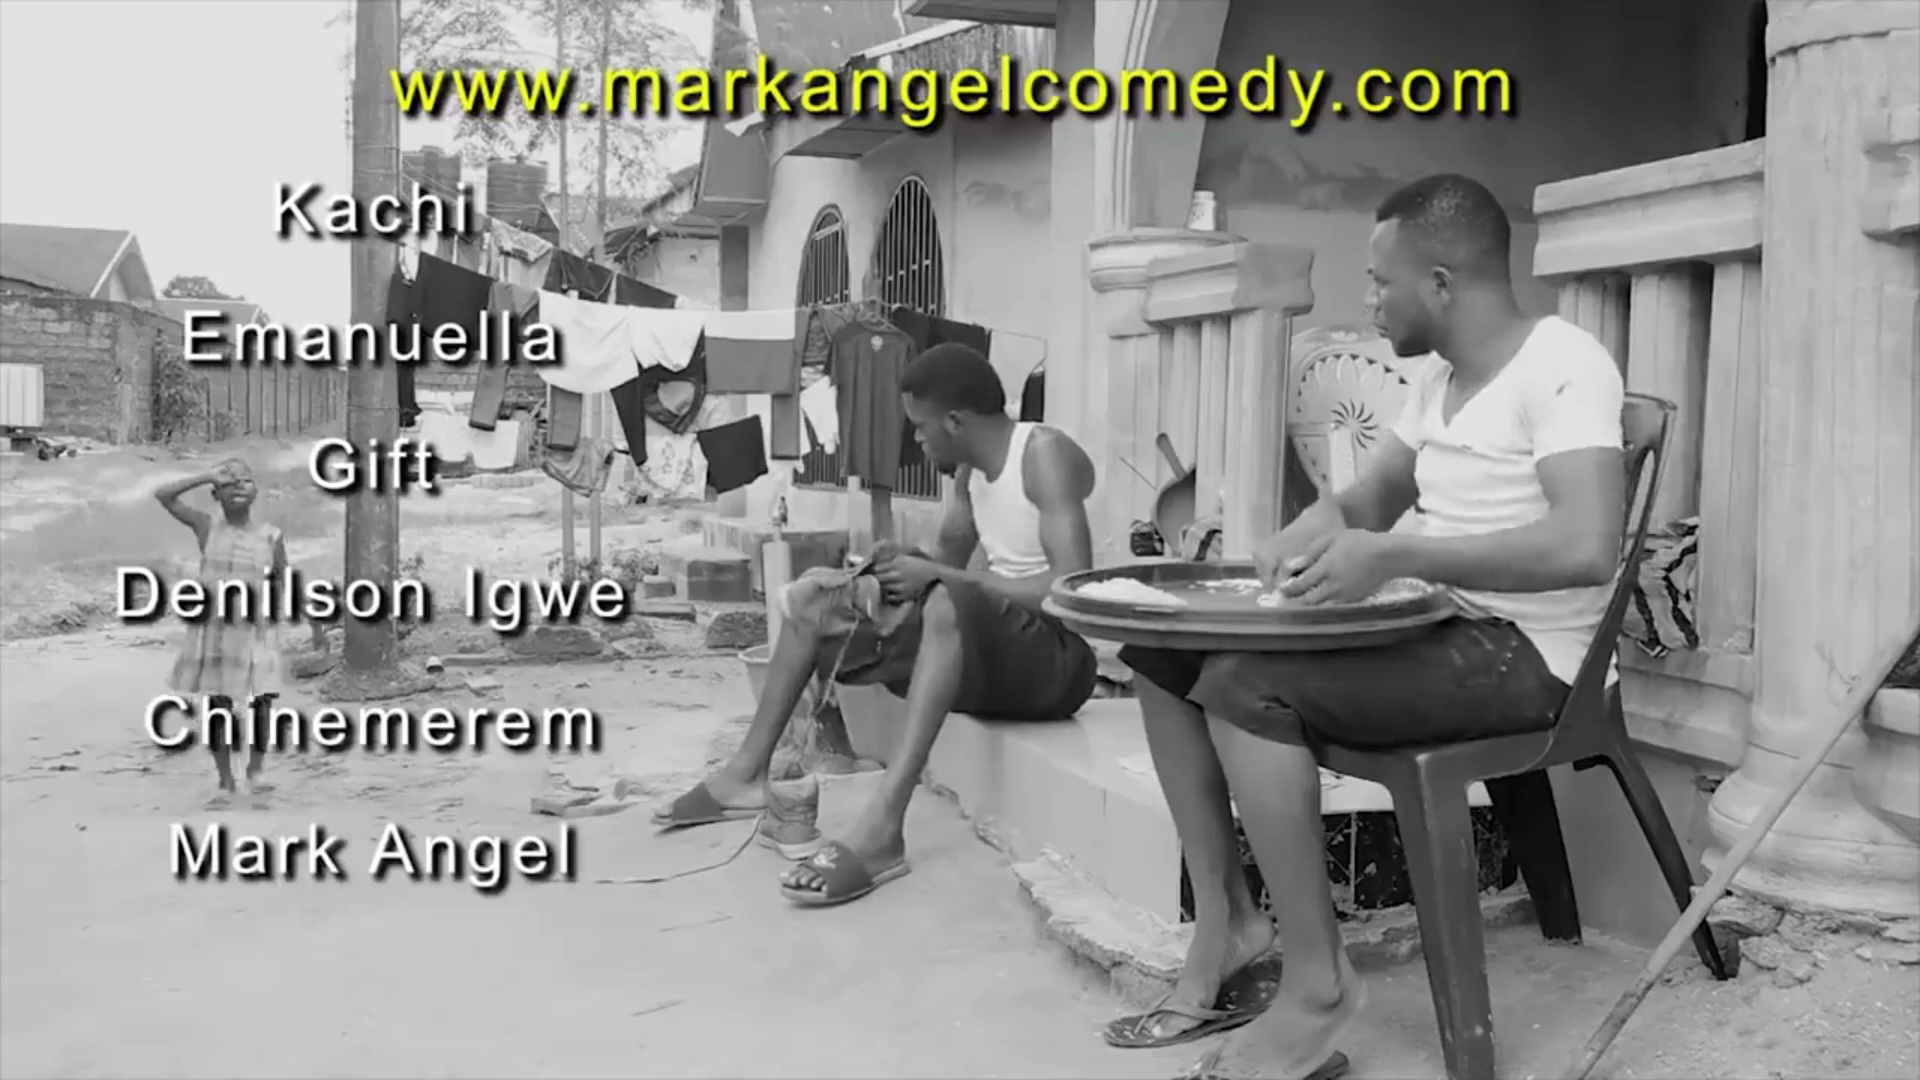 www.markangelcomedy.com
Kachi
Emanuella
Gift
Denilson Igwe
Chinemerem
Mark Angel